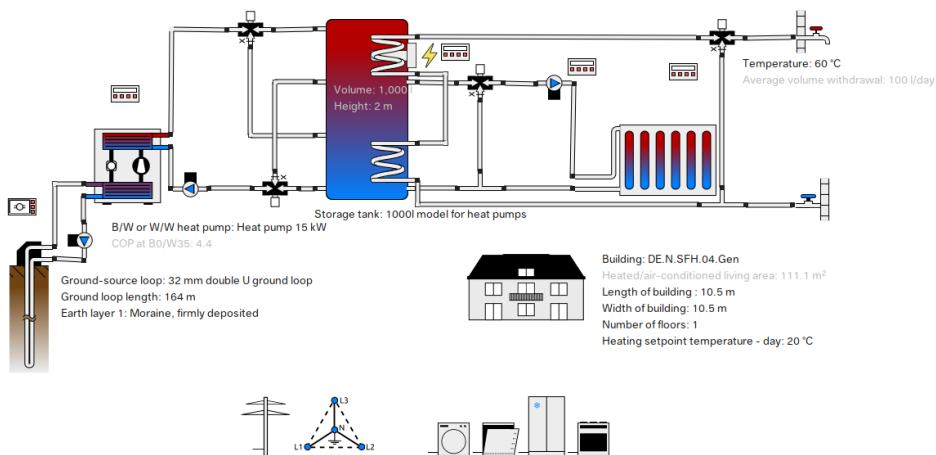 Temperature: 60 °C
Average volume withdrawal: 100 l/day
Volume: 1,000 l
Height: 2 m
Storage tank: 1000l model for heat pumps
B/W or W/W heat pump: Heat pump 15 kW
COP at B0/W35: 4.4
Ground-source loop: 32 mm double U ground loop
Ground loop length: 164 m
Earth layer 1: Moraine, firmly deposited
Building: DE.N.SFH.04.Gen
Heated/air-conditioned living area: 111.1 m²
Length of building : 10.5 m
Width of building: 10.5 m
Number of floors: 1
Heating setpoint temperature - day: 20 °C
L3
N
L1
L2